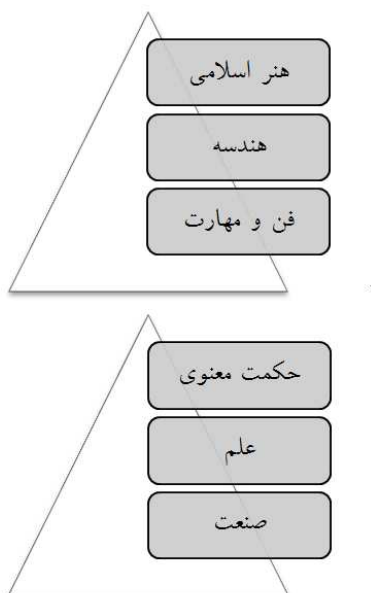 هنر اسلامی
هندسه
فن و مهارت
حکمت معنوی
علم
صنعت